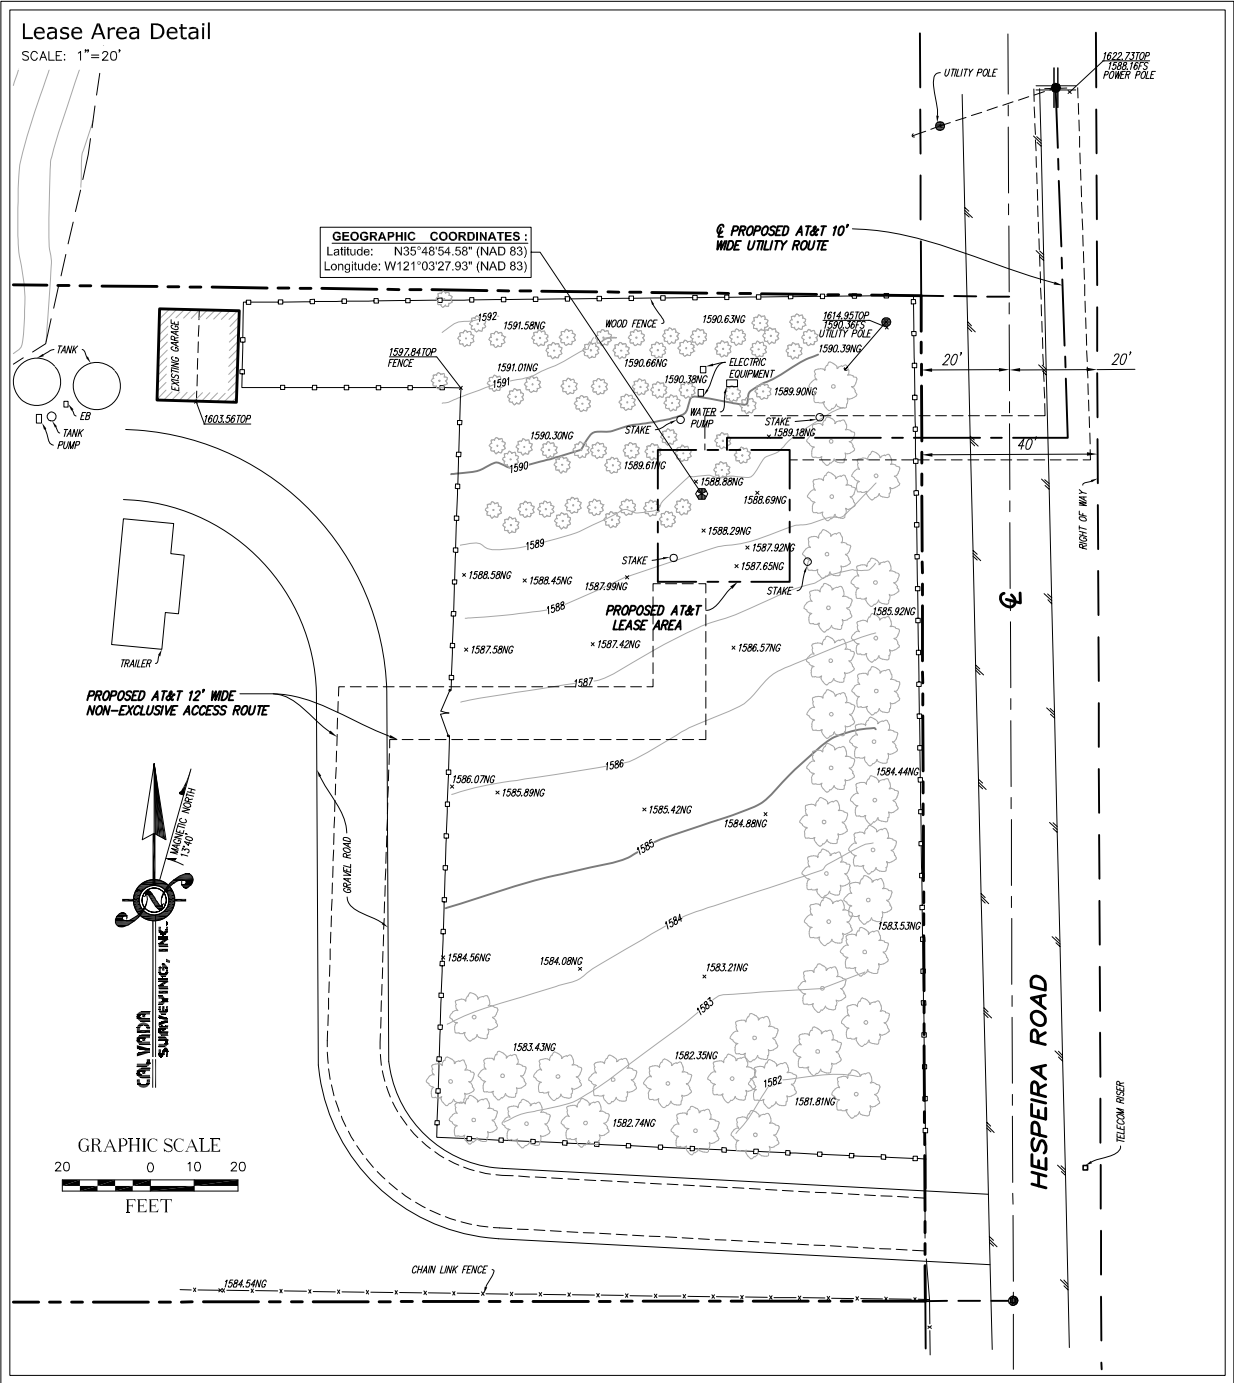 Lease Area Detail
SCALE: 1"=20'
UTILITY POLE
1622.73TOP
1588.16FS
POWER POLE
GEOGRAPHIC COORDINATES :
Latitude: N35°48'54.58" (NAD 83)
Longitude: W121°03'27.93" (NAD 83)
℄ PROPOSED AT&T 10'
WIDE UTILITY ROUTE
EXISTING GARAGE
TANK
EB
TANK
PUMP
1603.56TOP
1597.84TOP
FENCE
1592
1591.58NG
WOOD FENCE
1590.63NG
1614.95TOP
1590.36FS
UTILITY POLE
1590.39NG
1591.01NG
1591
1590.66NG
ELECTRIC
EQUIPMENT
1590.38NG
1589.90NG
20'
20'
WATER
PUMP
STAKE
STAKE
1589.18NG
1590.30NG
1590
1589.61NG
40'
1588.88NG
1588.69NG
1589
1588.29NG
1587.92NG
1587.65NG
STAKE
STAKE
1588.58NG
1588.45NG
1587.99NG
1588
PROPOSED AT&T
LEASE AREA
1585.92NG
RIGHT OF WAY
℄
TRAILER
1587.58NG
1587.42NG
1586.57NG
1587
PROPOSED AT&T 12' WIDE
NON-EXCLUSIVE ACCESS ROUTE
1586
1586.07NG
1585.89NG
1584.44NG
1585.42NG
1584.88NG
1585
MAGNETIC NORTH
13°40'
GRAVEL ROAD
N
CALVADA
SURVEYING, INC.
1584
1583.53NG
1584.56NG
1584.08NG
1583.21NG
1583
1583.43NG
1582.35NG
1582
1581.81NG
1582.74NG
HESPEIRA ROAD
TELECOM RISER
GRAPHIC SCALE
20 0 10 20
FEET
CHAIN LINK FENCE
1584.54NG